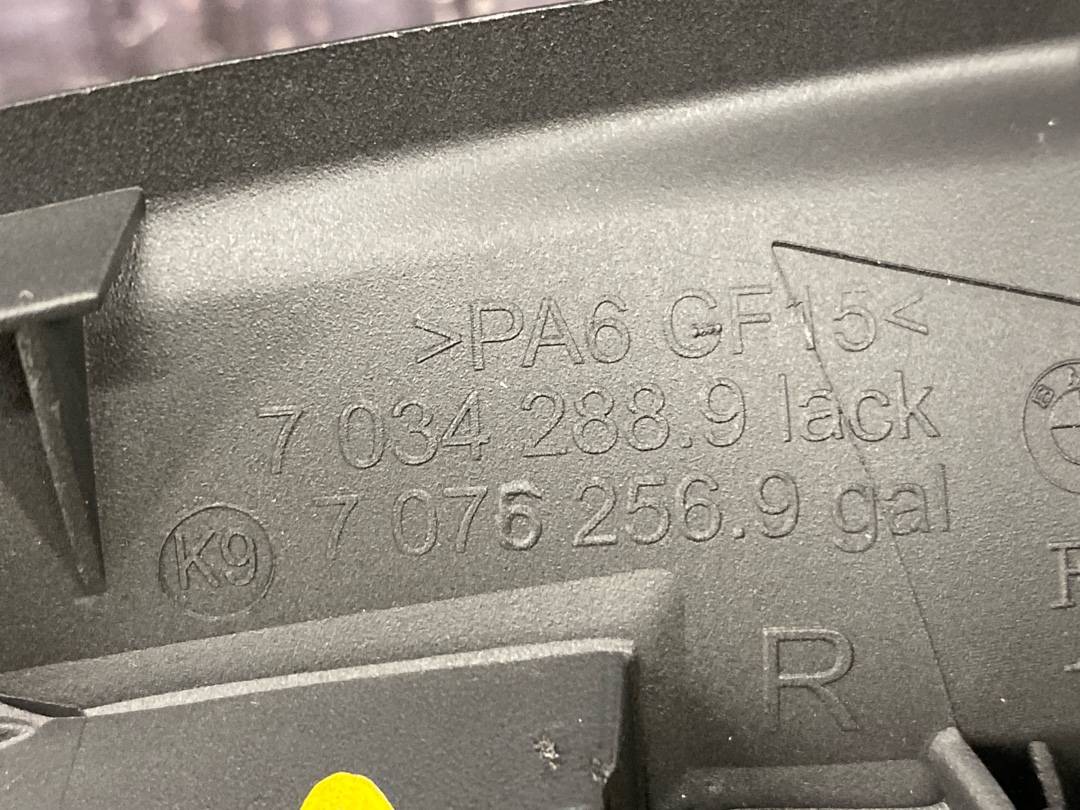 >PA6 GF15<
7 034 288.9 lack
7 076 256.9 gal
K9
R